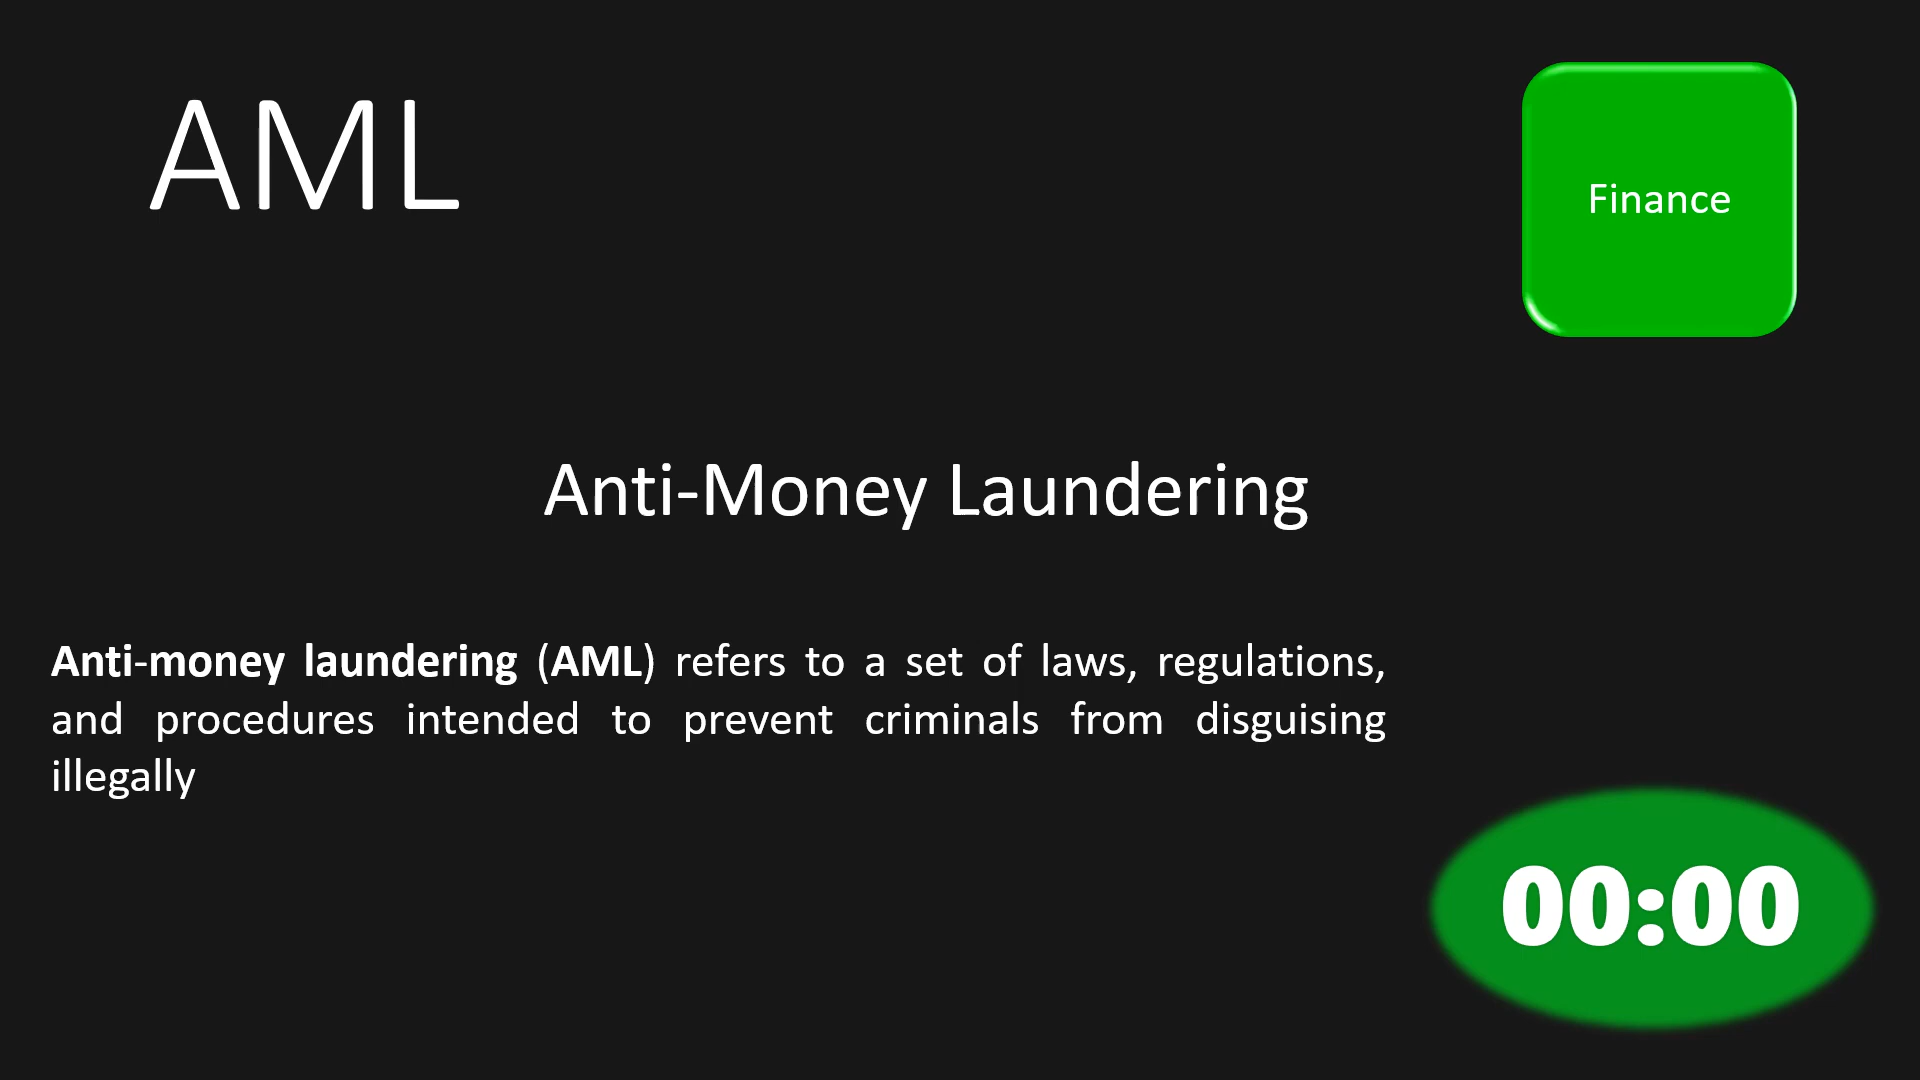 AML
Finance
Anti-Money Laundering
Anti-money laundering (AML) refers to a set of laws, regulations,
and procedures intended to prevent criminals from disguising
illegally
00:00